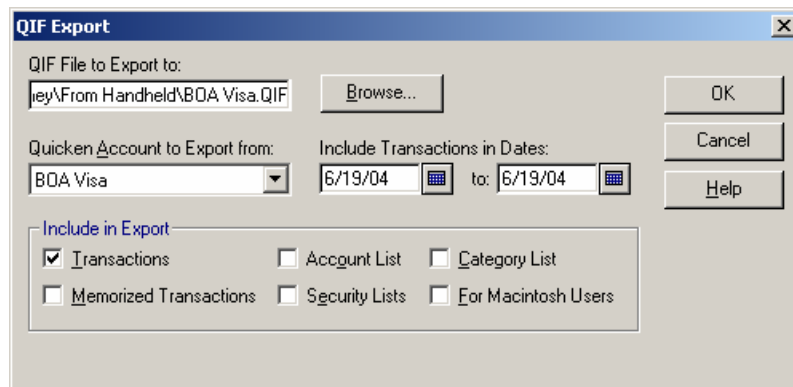 QIF Export
QIF File to Export to:
ney\From Handheld\BOA Visa.QIF
Browse...
OK
Cancel
Help
Quicken Account to Export from:
Include Transactions in Dates:
BOA Visa
6/19/04
to:
6/19/04
Include in Export
Transactions
Account List
Category List
Memorized Transactions
Security Lists
For Macintosh Users